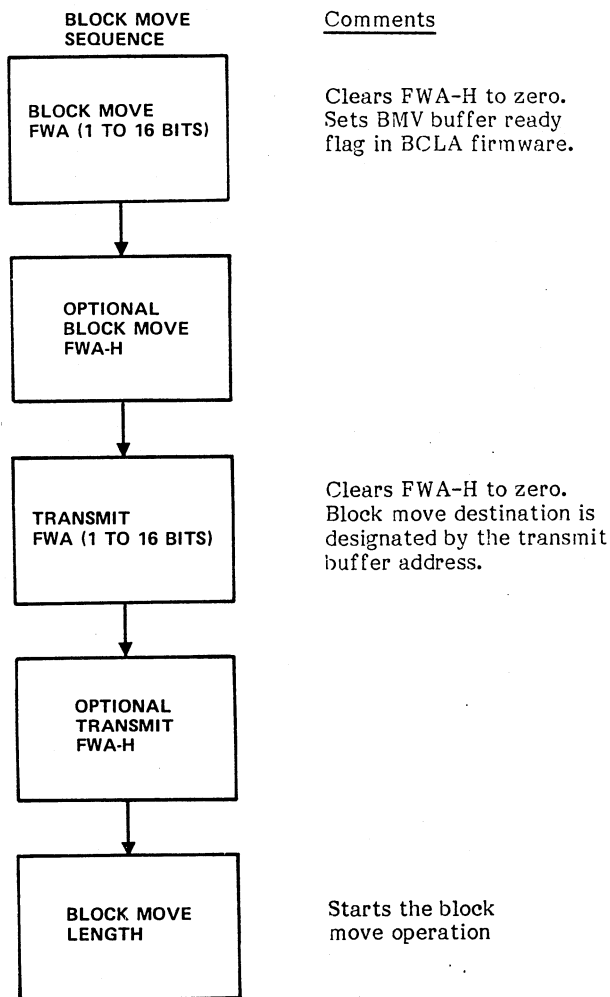 BLOCK MOVE
SEQUENCE
Comments
BLOCK MOVE
FWA (1 TO 16 BITS)
Clears FWA-H to zero.
Sets BMV buffer ready
flag in BCLA firmware.
OPTIONAL
BLOCK MOVE
FWA-H
TRANSMIT
FWA (1 TO 16 BITS)
Clears FWA-H to zero.
Block move destination is
designated by the transmit
buffer address.
OPTIONAL
TRANSMIT
FWA-H
BLOCK MOVE
LENGTH
Starts the block
move operation